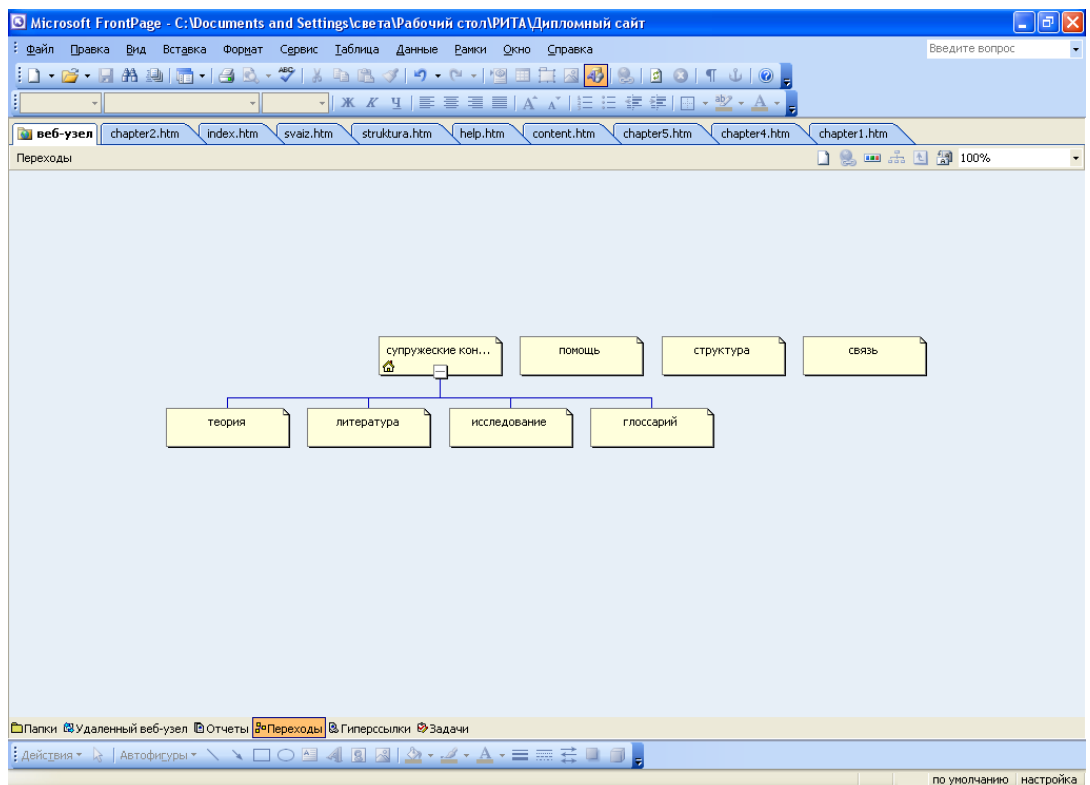 Microsoft FrontPage - C:\Documents and Settings\света\Рабочий стол\РИТА\Дипломный сайт
Файл Правка Вид Вставка Формат Сервис Таблица Данные Рамки Окно Справка Введите вопрос
Ж К Ч
веб-узел chapter2.htm index.htm svaiz.htm struktura.htm help.htm content.htm chapter5.htm chapter4.htm chapter1.htm
Переходы 100%
супружеские кон... помощь структура связь
теория литература исследование глоссарий
Папки Удаленный веб-узел Отчеты Переходы Гиперссылки Задачи
Действия Автофигуры
по умолчанию настройка